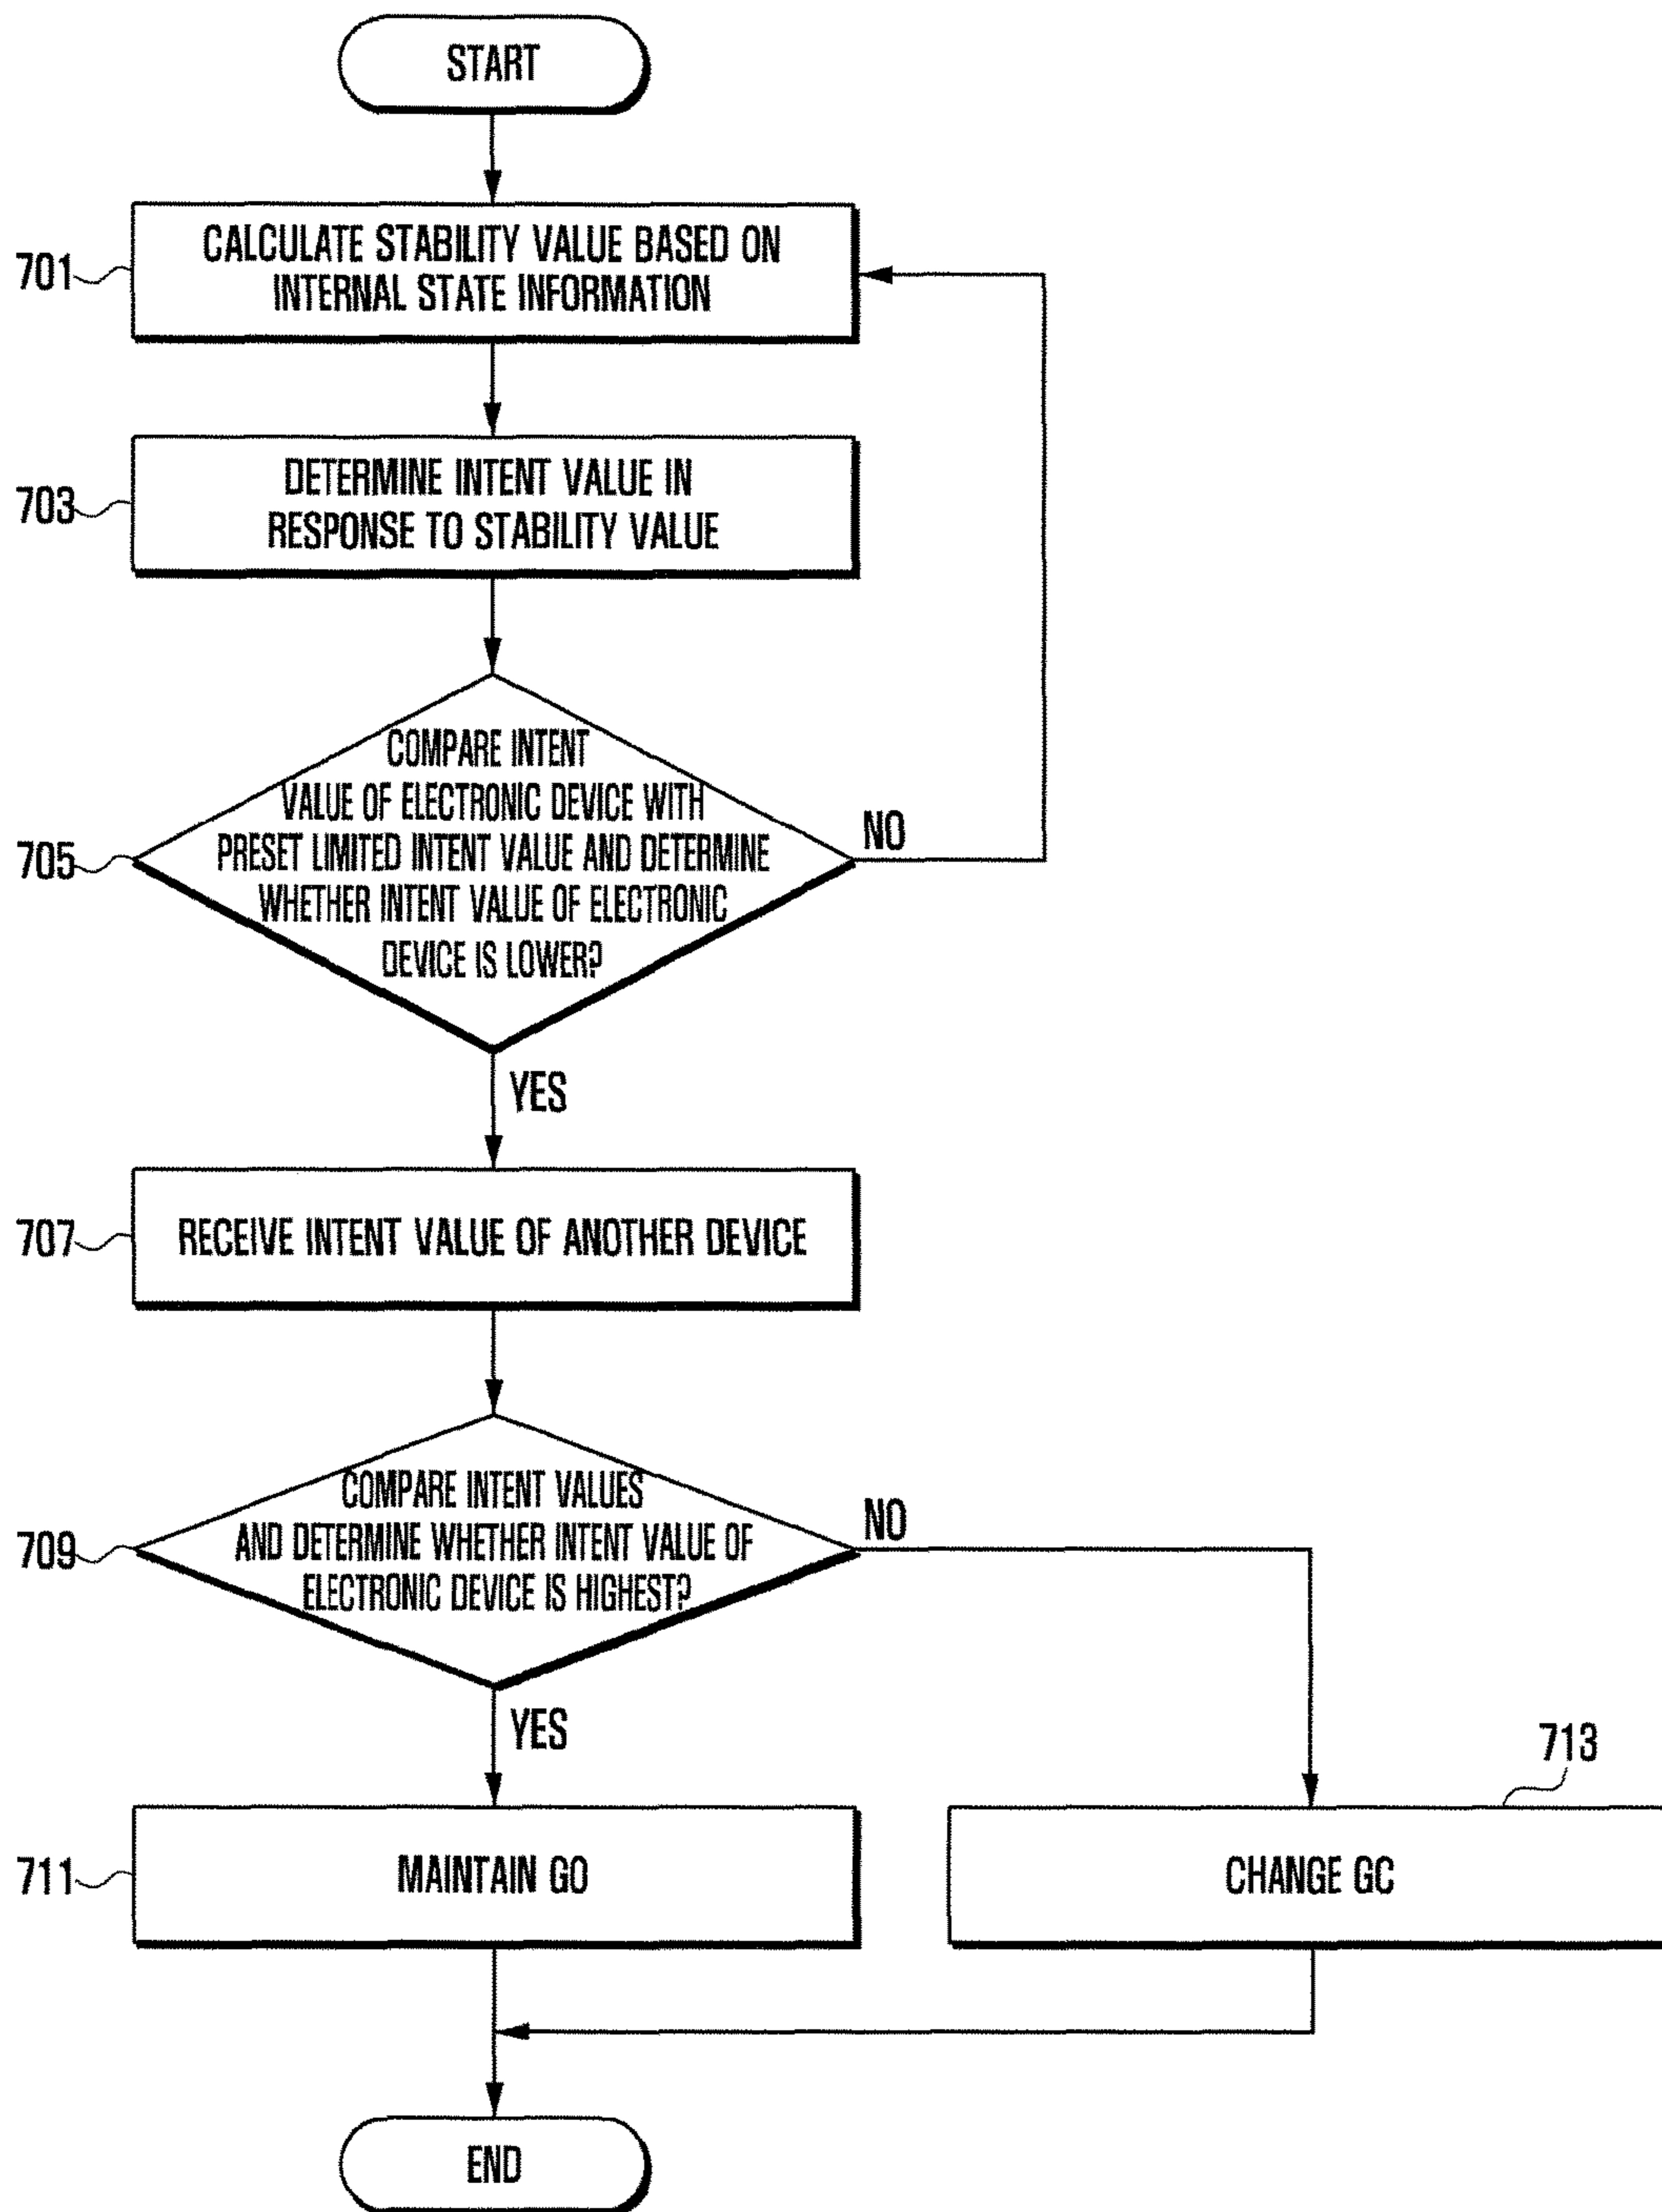 START
701
CALCULATE STABILITY VALUE BASED ON
INTERNAL STATE INFORMATION
703
DETERMINE INTENT VALUE IN
RESPONSE TO STABILITY VALUE
705
COMPARE INTENT
VALUE OF ELECTRONIC DEVICE WITH
PRESET LIMITED INTENT VALUE AND DETERMINE
WHETHER INTENT VALUE OF ELECTRONIC
DEVICE IS LOWER?
NO
YES
707
RECEIVE INTENT VALUE OF ANOTHER DEVICE
709
COMPARE INTENT VALUES
AND DETERMINE WHETHER INTENT VALUE OF
ELECTRONIC DEVICE IS HIGHEST?
NO
YES
713
711
MAINTAIN GO
CHANGE GC
END